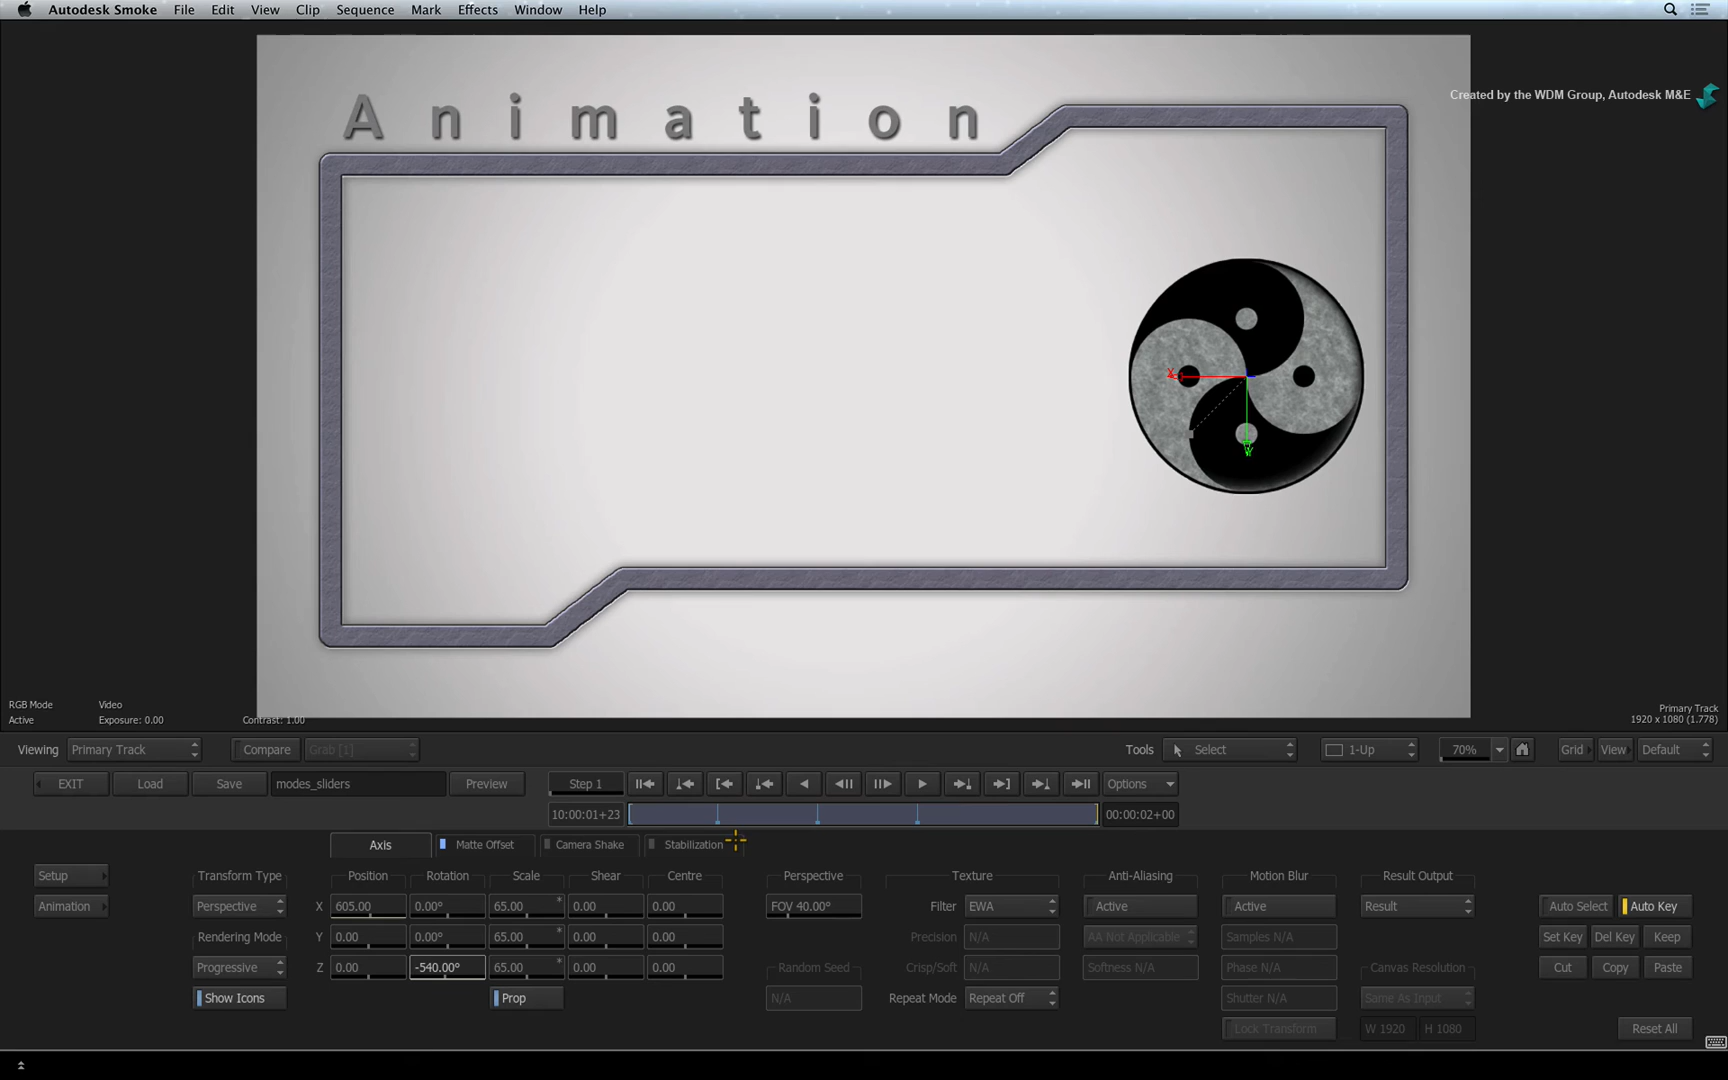 Autodesk Smoke File Edit View Clip Sequence Mark Effects Window Help
Created by the WDM Group, Autodesk M&E
Animation
X
Y
RGB Mode Video
Active Exposure: 0.00 Contrast: 1.00
Primary Track
1920 x 1080 (1.778)
Viewing Primary Track Compare Grab [1] Tools Select 1-Up 70% Grid View Default
EXIT Load Save modes_sliders Preview Step 1 Options
10:00:01+23 00:00:02+00
Axis Matte Offset Camera Shake Stabilization
Setup Transform Type Position Rotation Scale Shear Centre Perspective Texture Anti-Aliasing Motion Blur Result Output
Animation Perspective X 605.00 0.00° 65.00 * 0.00 0.00 FOV 40.00° Filter EWA Active Active Result Auto Select Auto Key
Rendering Mode Y 0.00 0.00° 65.00 * 0.00 0.00 Precision N/A AA Not Applicable Samples N/A Set Key Del Key Keep
Progressive Z 0.00 -540.00° 65.00 * 0.00 0.00 Random Seed Crisp/Soft N/A Softness N/A Phase N/A Canvas Resolution Cut Copy Paste
Show Icons Prop N/A Repeat Mode Repeat Off Shutter N/A Same As Input
Lock Transform W 1920 H 1080 Reset All